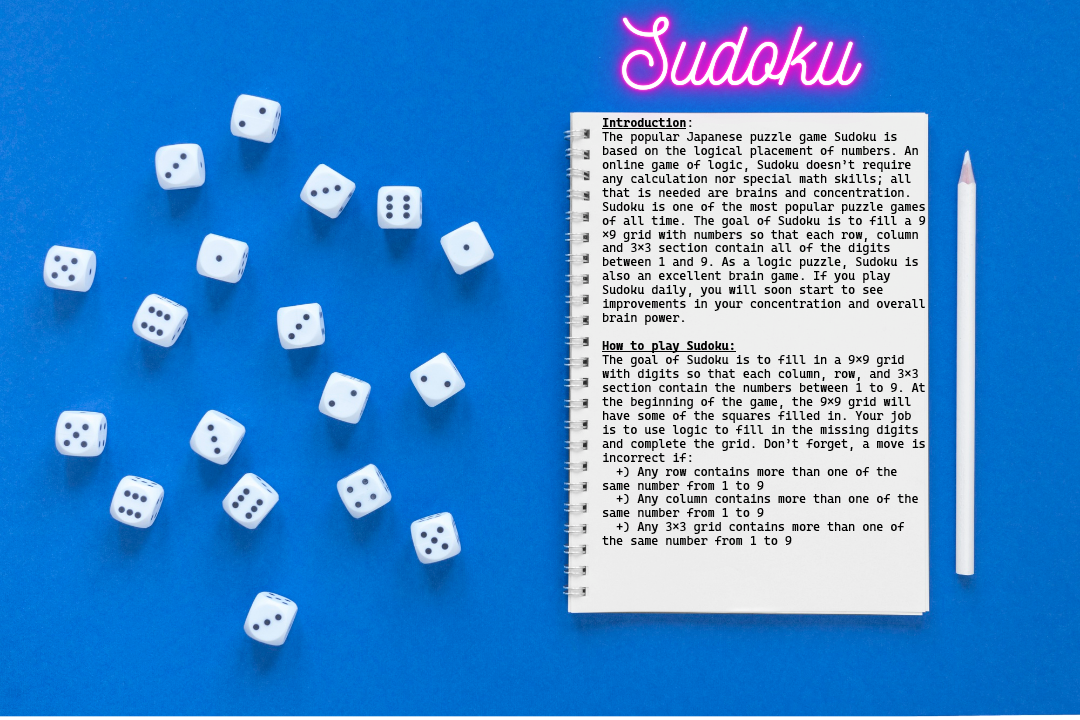 Sudoku
Introduction:
The popular Japanese puzzle game Sudoku is
based on the logical placement of numbers. An
online game of logic, Sudoku doesn't require
any calculation nor special math skills; all
that is needed are brains and concentration.
Sudoku is one of the most popular puzzle games
of all time. The goal of Sudoku is to fill a 9
×9 grid with numbers so that each row, column
and 3×3 section contain all of the digits
between 1 and 9. As a logic puzzle, Sudoku is
also an excellent brain game. If you play
Sudoku daily, you will soon start to see
improvements in your concentration and overall
brain power.
How to play Sudoku:
The goal of Sudoku is to fill in a 9×9 grid
with digits so that each column, row, and 3×3
section contain the numbers between 1 to 9. At
the beginning of the game, the 9×9 grid will
have some of the squares filled in. Your job
is to use logic to fill in the missing digits
and complete the grid. Don't forget, a move is
incorrect if:
+) Any row contains more than one of the
same number from 1 to 9
+) Any column contains more than one of the
same number from 1 to 9
+) Any 3×3 grid contains more than one of
the same number from 1 to 9